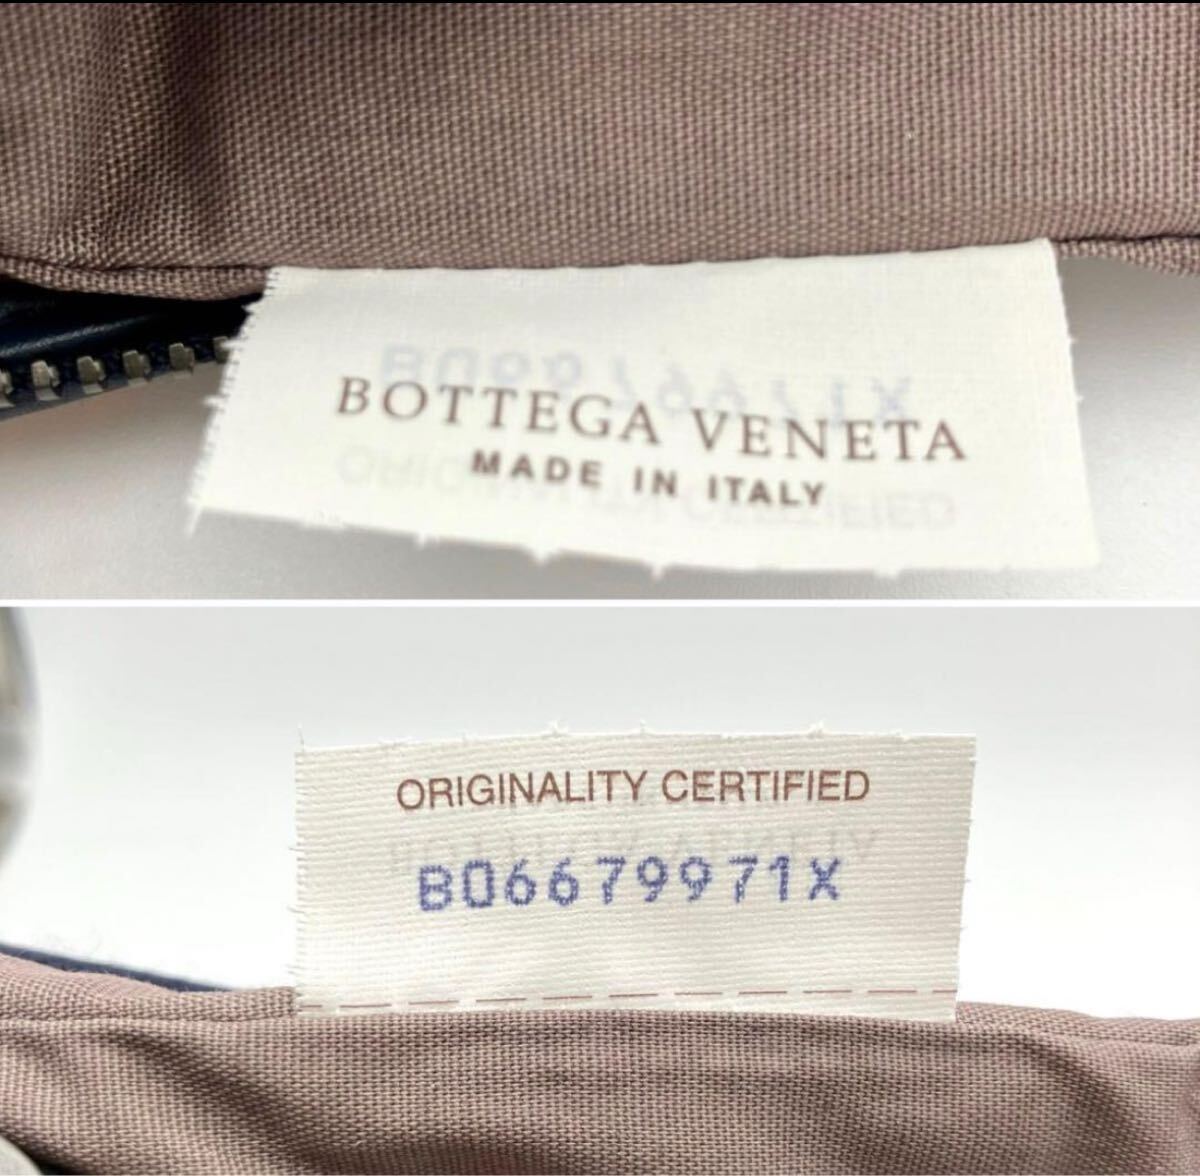 BOTTEGA VENETA
MADE IN ITALY
ORIGINALITY CERTIFIED
B06679971X